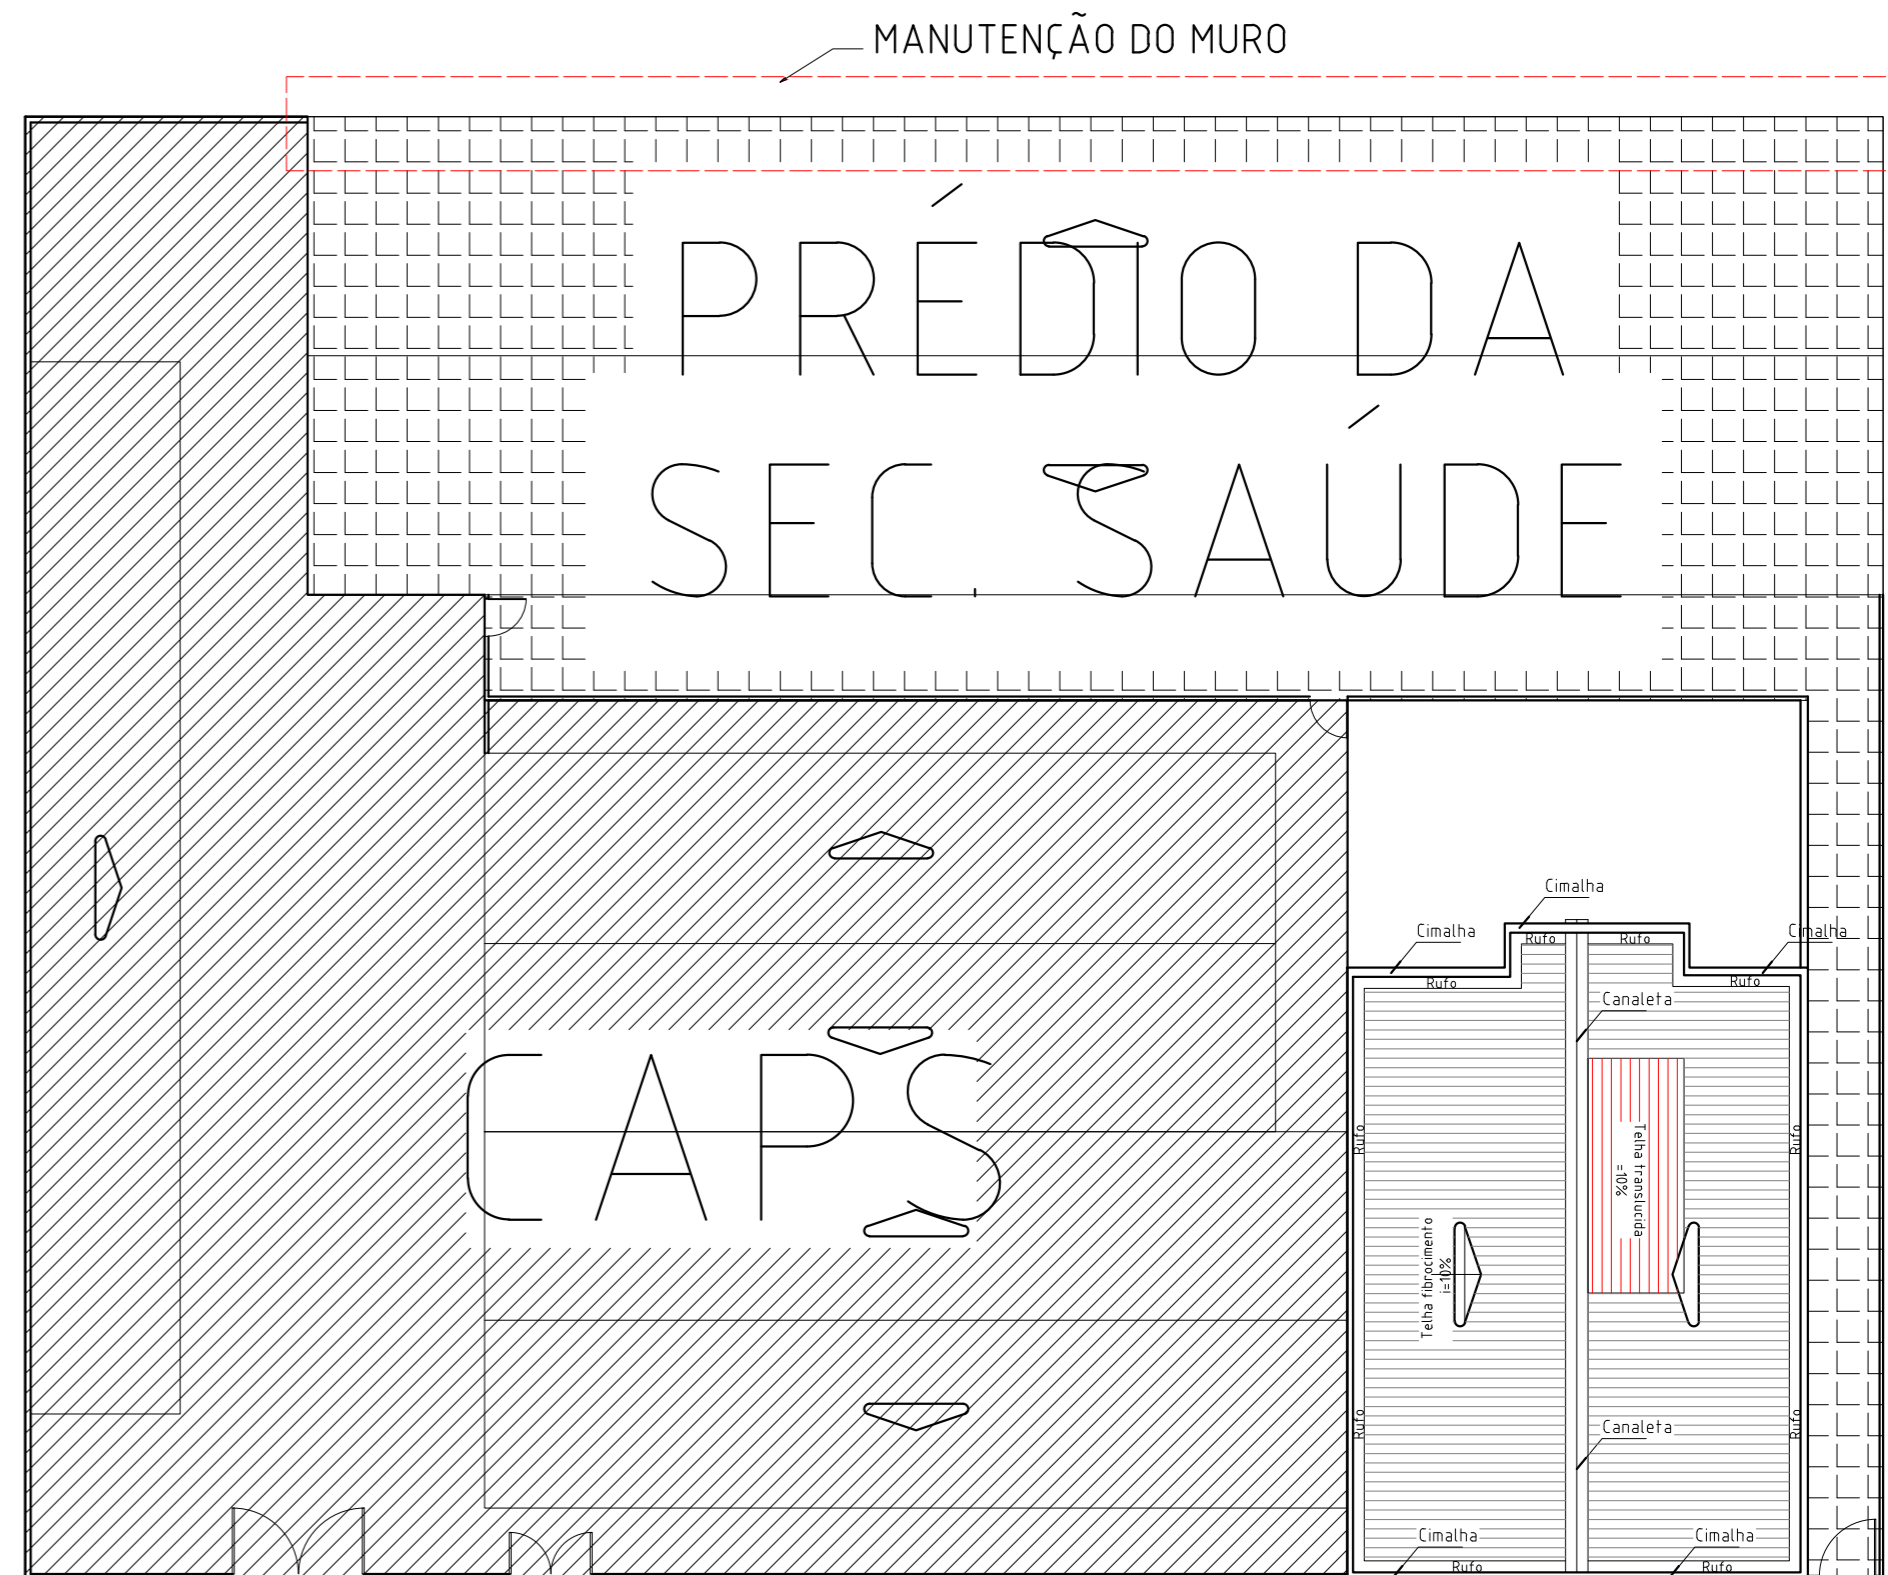 MANUTENÇÃO DO MURO
PRÉDIO DA
SEC. SAÚDE
CAPS
Cimalha
Cimalha
Cimalha
Rufo
Rufo
Rufo
Rufo
Canaleta
Rufo
Rufo
Telha translucida
=10%
Telha fibrocimento
i=10%
Rufo
Rufo
Canaleta
Cimalha
Cimalha
Rufo
Rufo